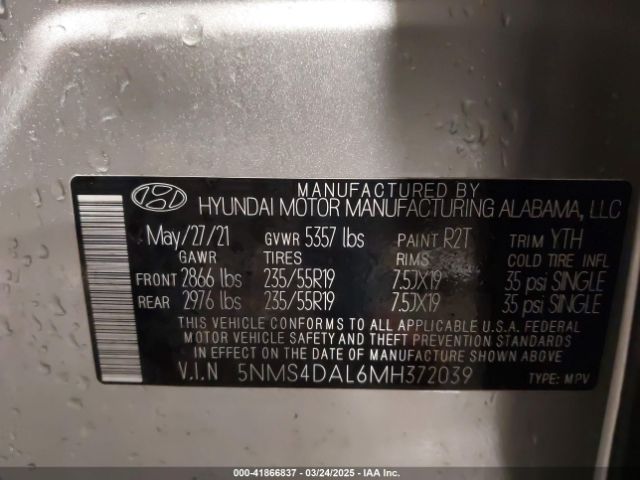 MANUFACTURED BY
HYUNDAI MOTOR MANUFACTURING ALABAMA, LLC
May/27/21 GVWR 5357 lbs PAINT R2T TRIM YTH
GAWR TIRES RIMS COLD TIRE INFL
FRONT 2866 lbs 235/55R19 7.5JX19 35 psi SINGLE
REAR 2976 lbs 235/55R19 7.5JX19 35 psi SINGLE
THIS VEHICLE CONFORMS TO ALL APPLICABLE U.S.A. FEDERAL
MOTOR VEHICLE SAFETY AND THEFT PREVENTION STANDARDS
IN EFFECT ON THE DATE OF MANUFACTURE SHOWN ABOVE.
V.I.N 5NMS4DAL6MH372039 TYPE: MPV
000-41866837 - 03/24/2025 - IAAI.COM